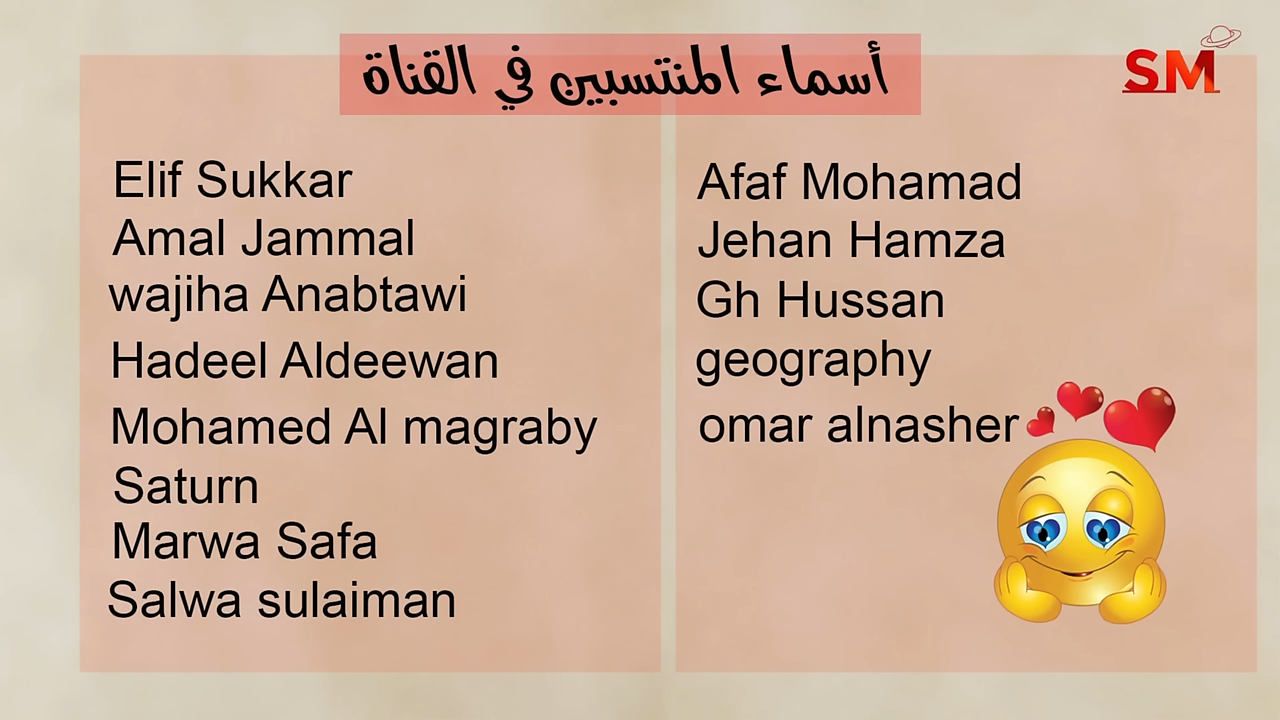 أسماء المنتسبين في القناة
SM
Elif Sukkar
Amal Jammal
wajiha Anabtawi
Hadeel Aldeewan
Mohamed Al magraby
Saturn
Marwa Safa
Salwa sulaiman
Afaf Mohamad
Jehan Hamza
Gh Hussan
geography
omar alnasher